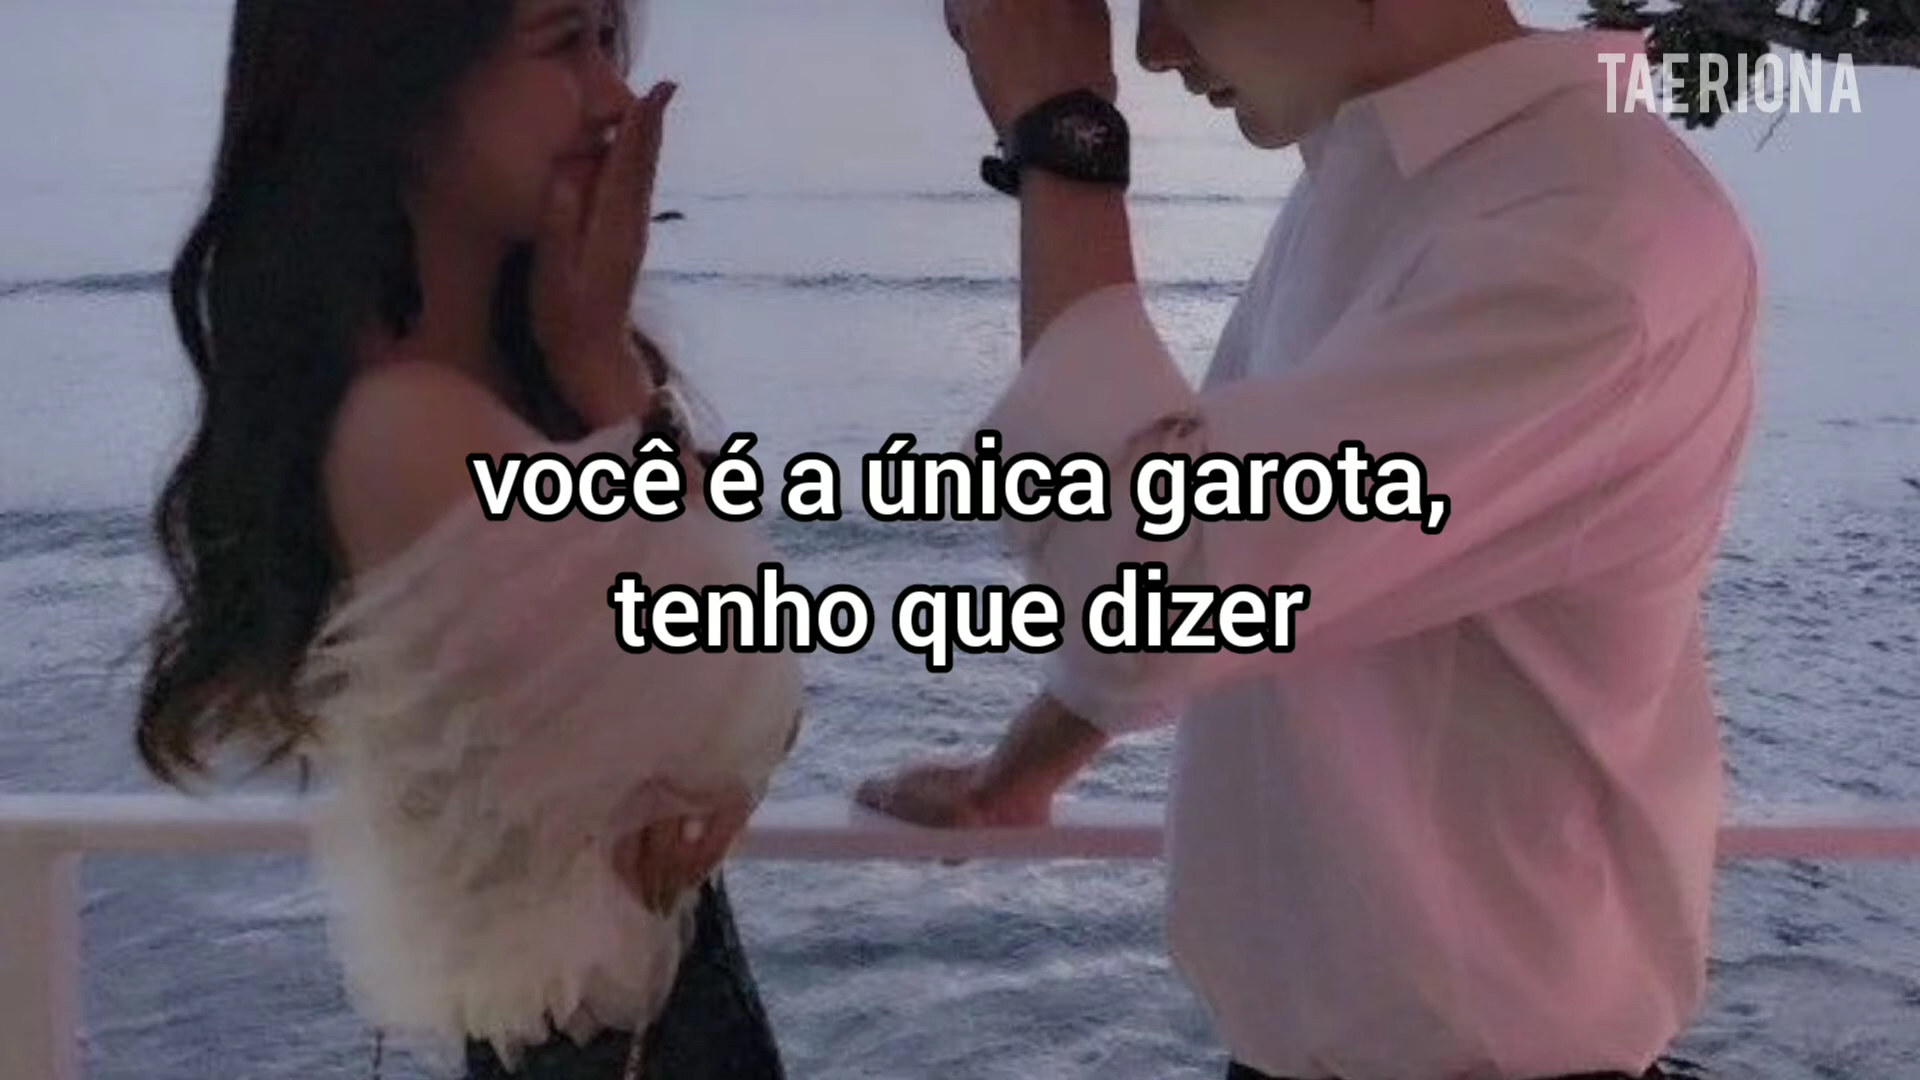 TAERIONA
você é a única garota,
tenho que dizer